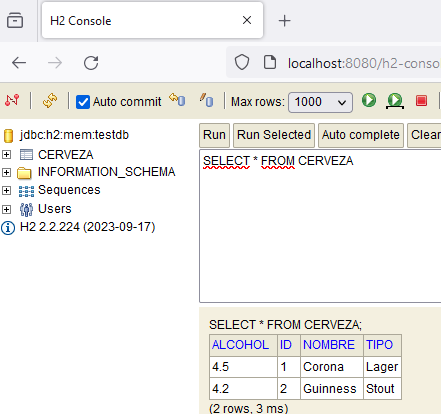 H2 Console
localhost:8080/h2-conso
Auto commit
Max rows: 1000
jdbc:h2:mem:testdb
CERVEZA
INFORMATION_SCHEMA
Sequences
Users
H2 2.2.224 (2023-09-17)
Run Run Selected Auto complete Clear
SELECT * FROM CERVEZA
SELECT * FROM CERVEZA;
ALCOHOL ID NOMBRE TIPO
4.5 1 Corona Lager
4.2 2 Guinness Stout
(2 rows, 3 ms)